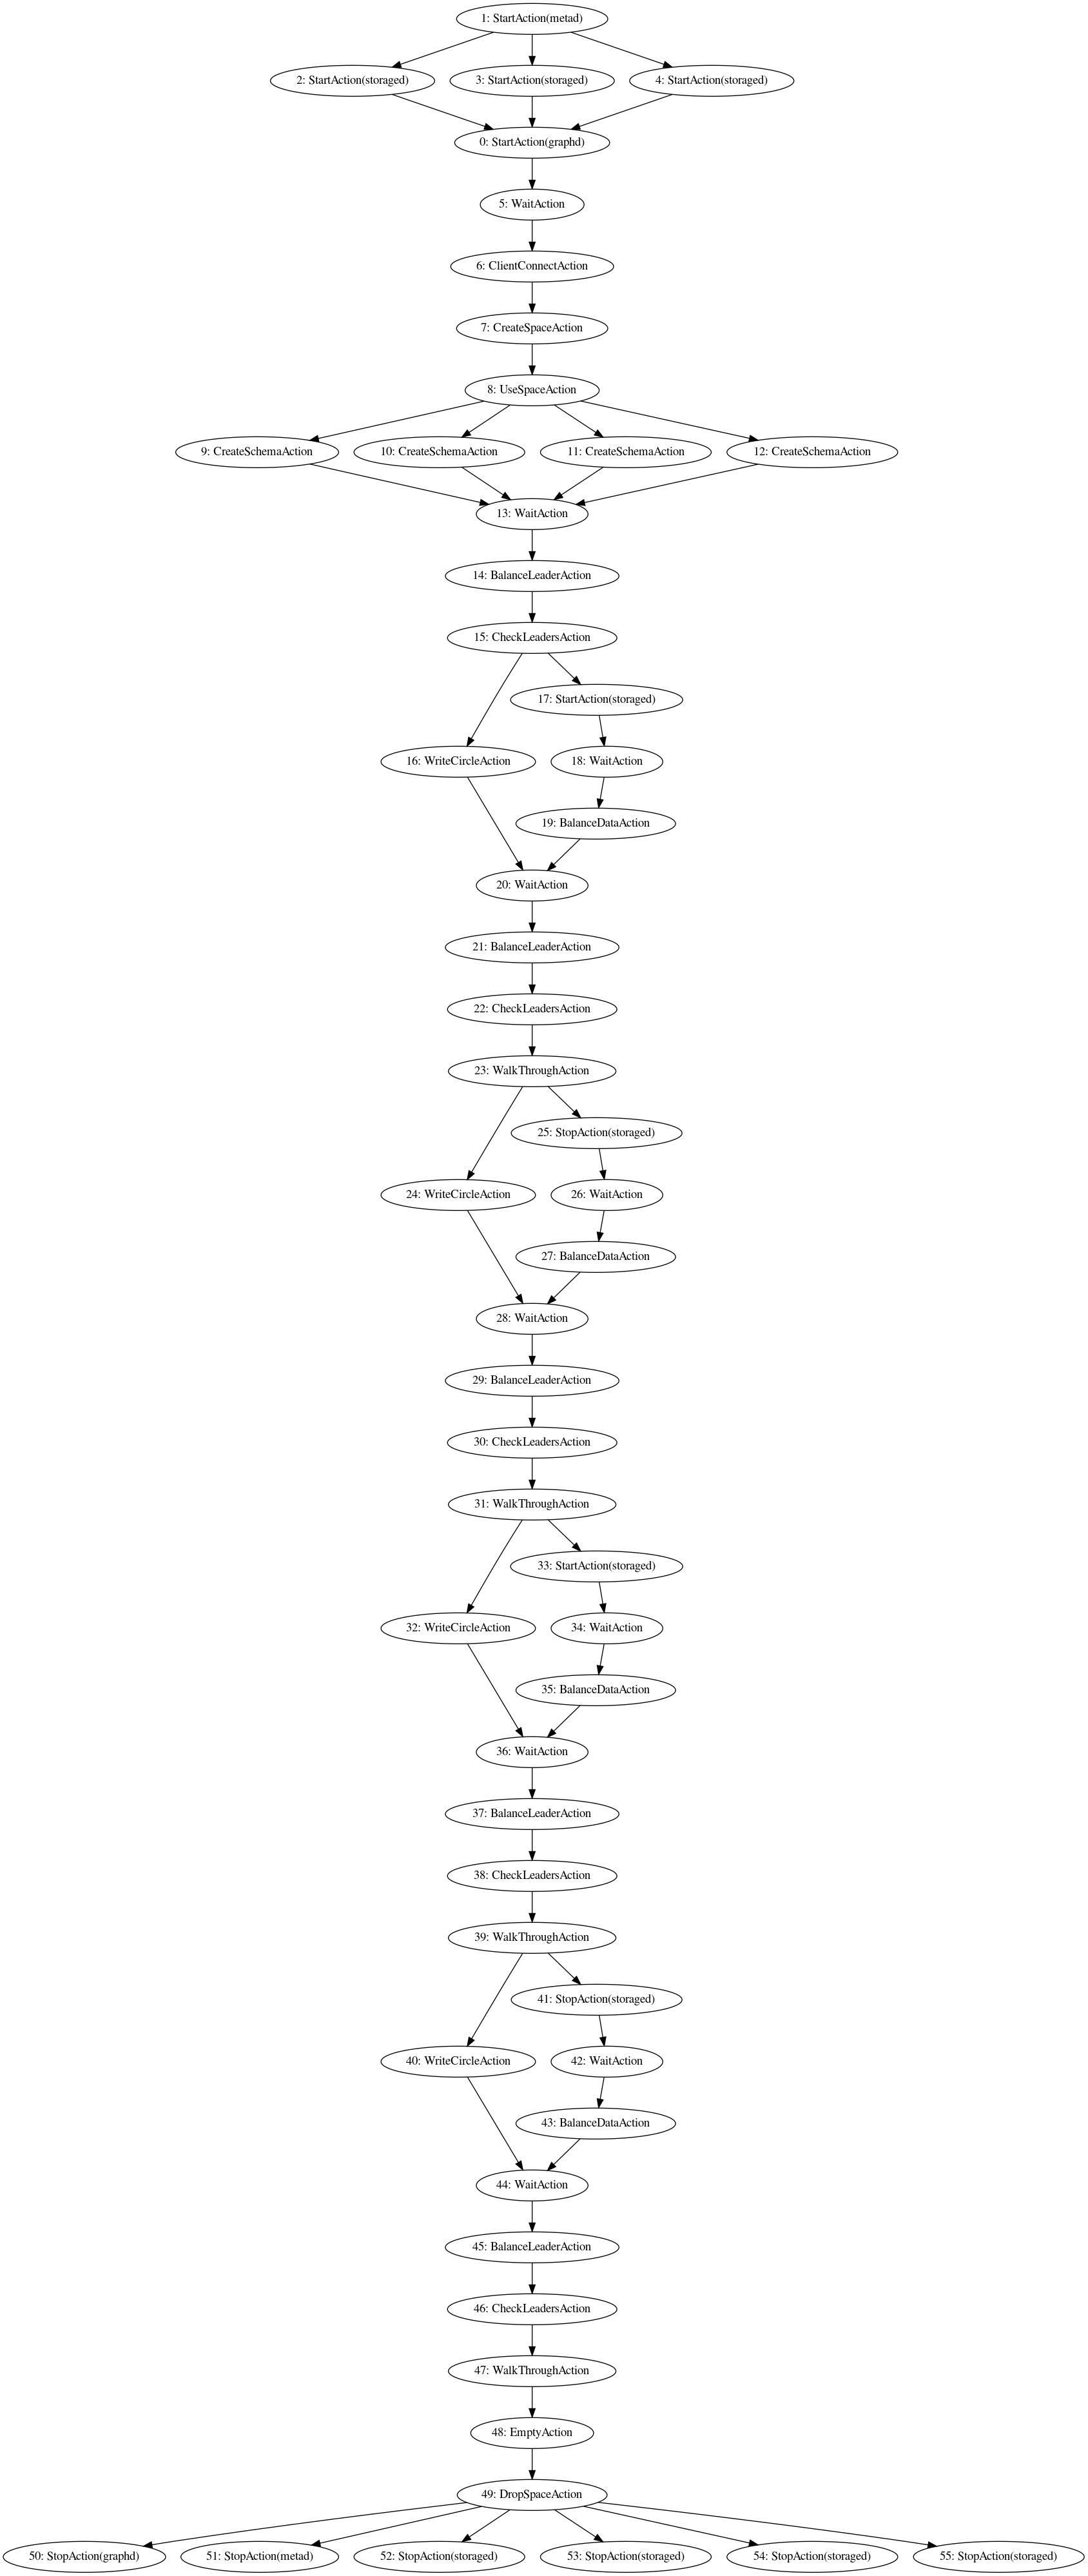 1: StartAction(metad)
2: StartAction(storaged)
3: StartAction(storaged)
4: StartAction(storaged)
0: StartAction(graphd)
5: WaitAction
6: ClientConnectAction
7: CreateSpaceAction
8: UseSpaceAction
9: CreateSchemaAction
10: CreateSchemaAction
11: CreateSchemaAction
12: CreateSchemaAction
13: WaitAction
14: BalanceLeaderAction
15: CheckLeadersAction
17: StartAction(storaged)
16: WriteCircleAction
18: WaitAction
19: BalanceDataAction
20: WaitAction
21: BalanceLeaderAction
22: CheckLeadersAction
23: WalkThroughAction
25: StopAction(storaged)
24: WriteCircleAction
26: WaitAction
27: BalanceDataAction
28: WaitAction
29: BalanceLeaderAction
30: CheckLeadersAction
31: WalkThroughAction
33: StartAction(storaged)
32: WriteCircleAction
34: WaitAction
35: BalanceDataAction
36: WaitAction
37: BalanceLeaderAction
38: CheckLeadersAction
39: WalkThroughAction
41: StopAction(storaged)
40: WriteCircleAction
42: WaitAction
43: BalanceDataAction
44: WaitAction
45: BalanceLeaderAction
46: CheckLeadersAction
47: WalkThroughAction
48: EmptyAction
49: DropSpaceAction
50: StopAction(graphd)
51: StopAction(metad)
52: StopAction(storaged)
53: StopAction(storaged)
54: StopAction(storaged)
55: StopAction(storaged)